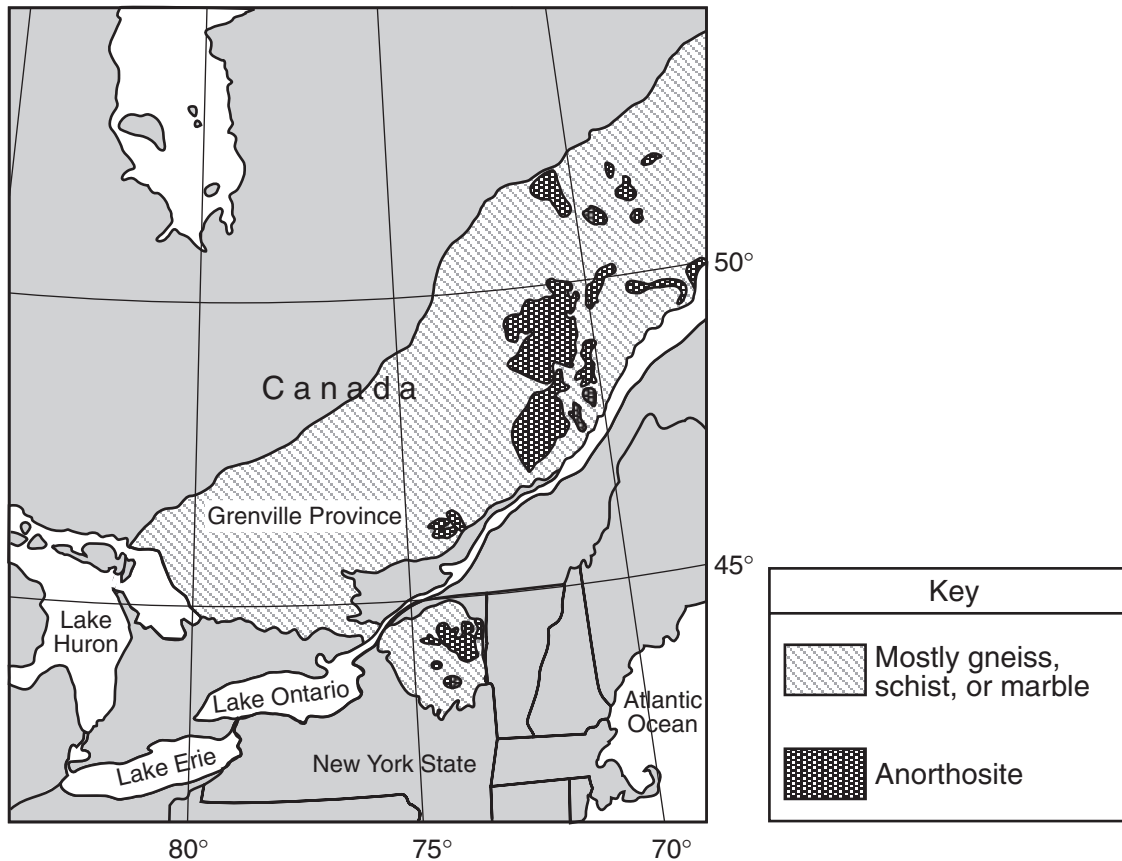 50°
Canada
Grenville Province
45°
Lake
Huron
Lake Ontario
Atlantic
Ocean
Lake Erie
New York State
80°
75°
70°
Key
Mostly gneiss,
schist, or marble
Anorthosite